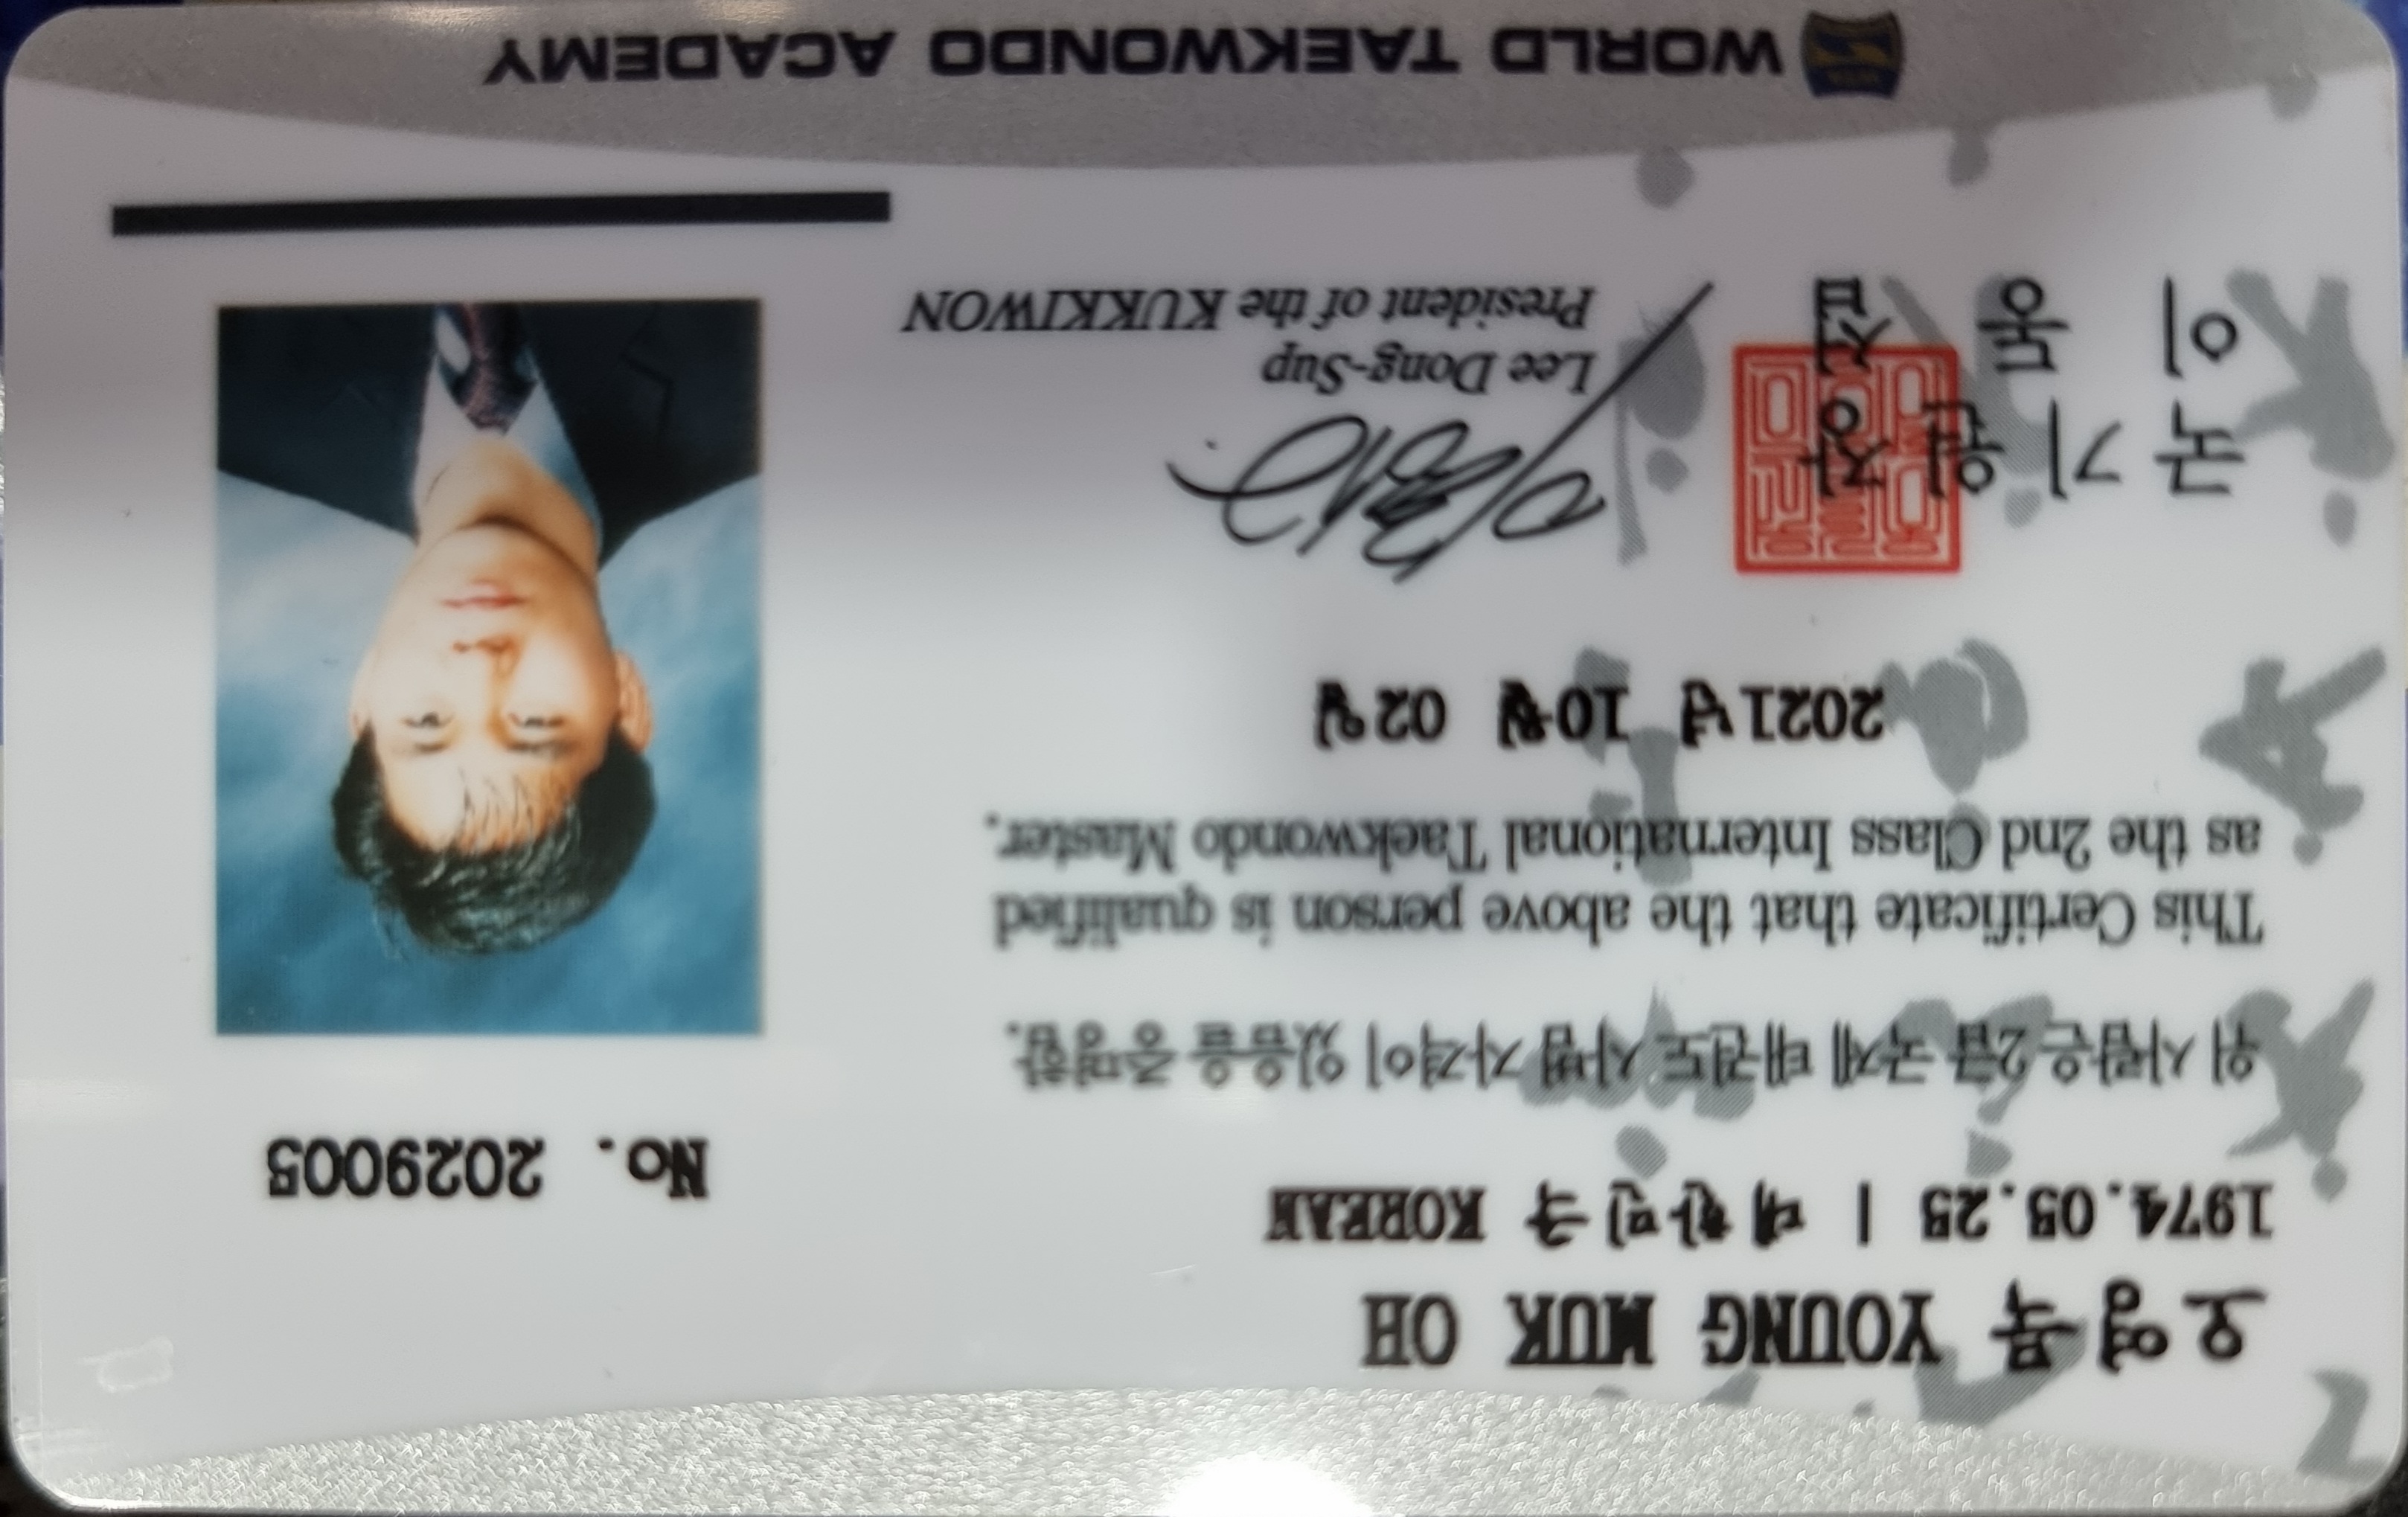 오영묵 YOUNG MUK OH
1974.05.25 | 대한민국 KOREAN
No. 2029005
위 사람은 2급 국제 태권도 사범 자격이 있음을 증명함.
This Certificate that the above person is qualified
as the 2nd Class International Taekwondo Master.
2021년 10월 02일
국기원장
이동섭
Lee Dong-Sup
President of the KUKKIWON
WORLD TAEKWONDO ACADEMY